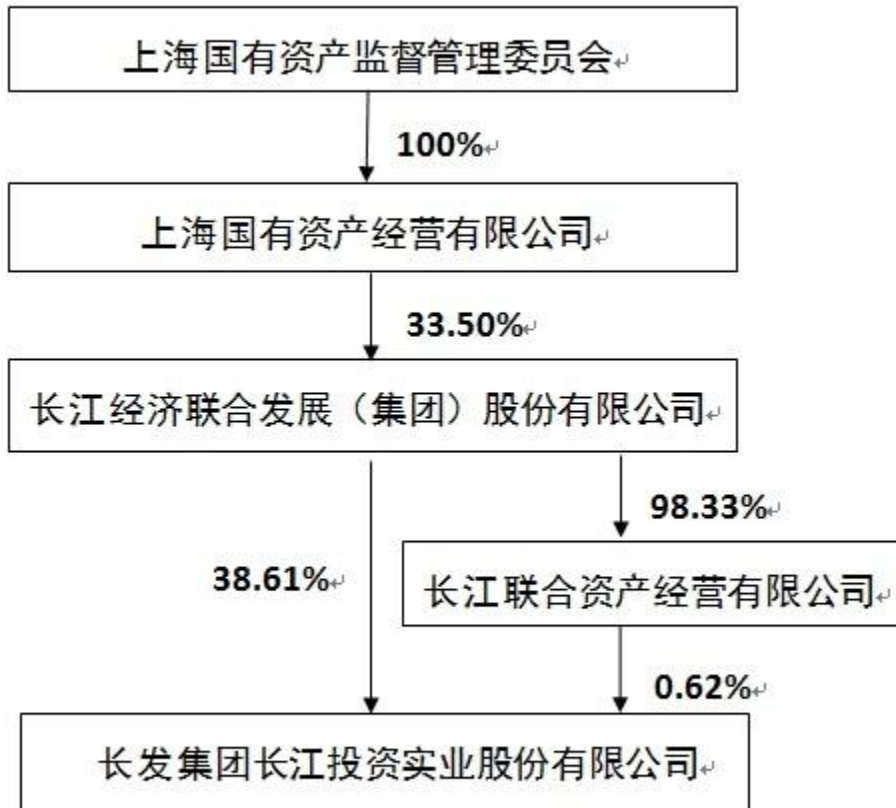 上海国有资产监督管理委员会
100%
上海国有资产经营有限公司
33.50%
长江经济联合发展（集团）股份有限公司
98.33%
38.61%
长江联合资产经营有限公司
0.62%
长发集团长江投资实业股份有限公司